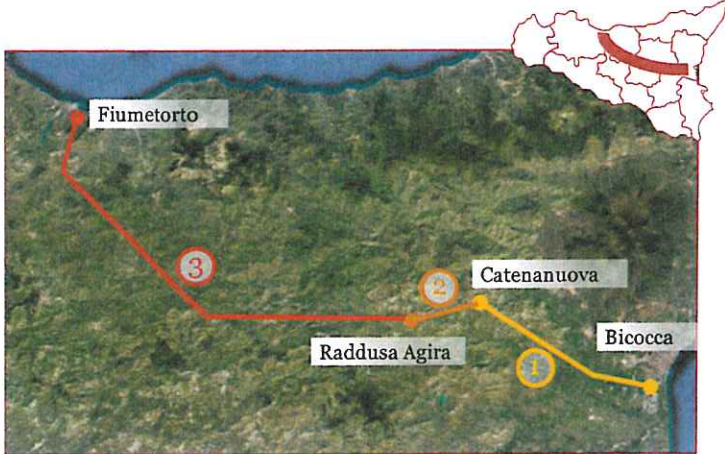 Fiumetorto
3
2
Catenanuova
Raddusa Agira
Bicocca
1